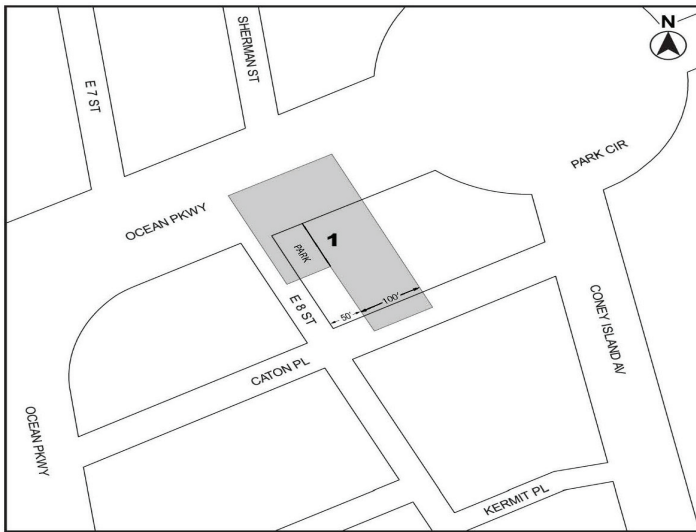 N
E 7 ST
SHERMAN ST
PARK CIR
OCEAN PKWY
PARK
1
E 8 ST
50'
100'
CATON PL
CONEY ISLAND AV
OCEAN PKWY
KERMIT PL